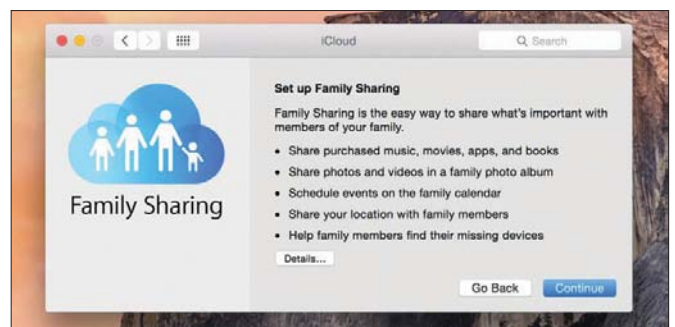 iCloud
Search
Family Sharing
Set up Family Sharing
Family Sharing is the easy way to share what's important with
members of your family.
• Share purchased music, movies, apps, and books
• Share photos and videos in a family photo album
• Schedule events on the family calendar
• Share your location with family members
• Help family members find their missing devices
Details...
Go Back
Continue